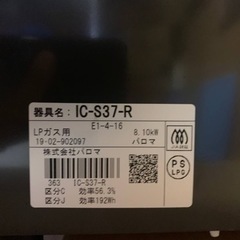 器具名: IC-S37-R
E1-4-16
LPガス用 8.10kW
19·02-902097 パロマ
株式会社パロマ
363 IC-S37-R
区分C 効率56.3%
区分J 効率192Wh
PS
LPG